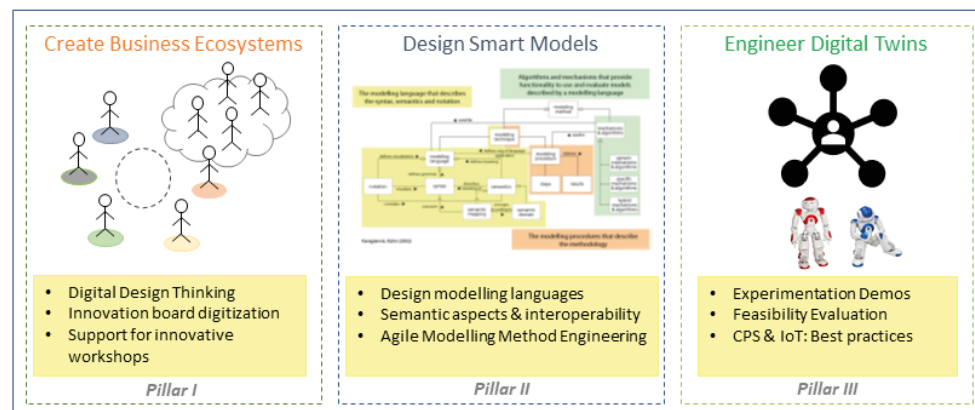 Create Business Ecosystems
Digital Design Thinking
Innovation board digitization
Support for innovative
workshops
Pillar I
Design Smart Models
The modelling language that describes
the syntax, semantics and notation
Algorithms and mechanisms that provide
functionality to use and evaluate models
described by a modelling language
modelling
method
modelling
technique
mechanisms
& algorithms
modelling
language
modelling
procedure
notation
syntax
semantics
steps
results
semantic
mapping
semantic
domain
The modelling procedures that describe
the methodology
Design modelling languages
Semantic aspects & interoperability
Agile Modelling Method Engineering
Pillar II
Engineer Digital Twins
Experimentation Demos
Feasibility Evaluation
CPS & IoT: Best practices
Pillar III